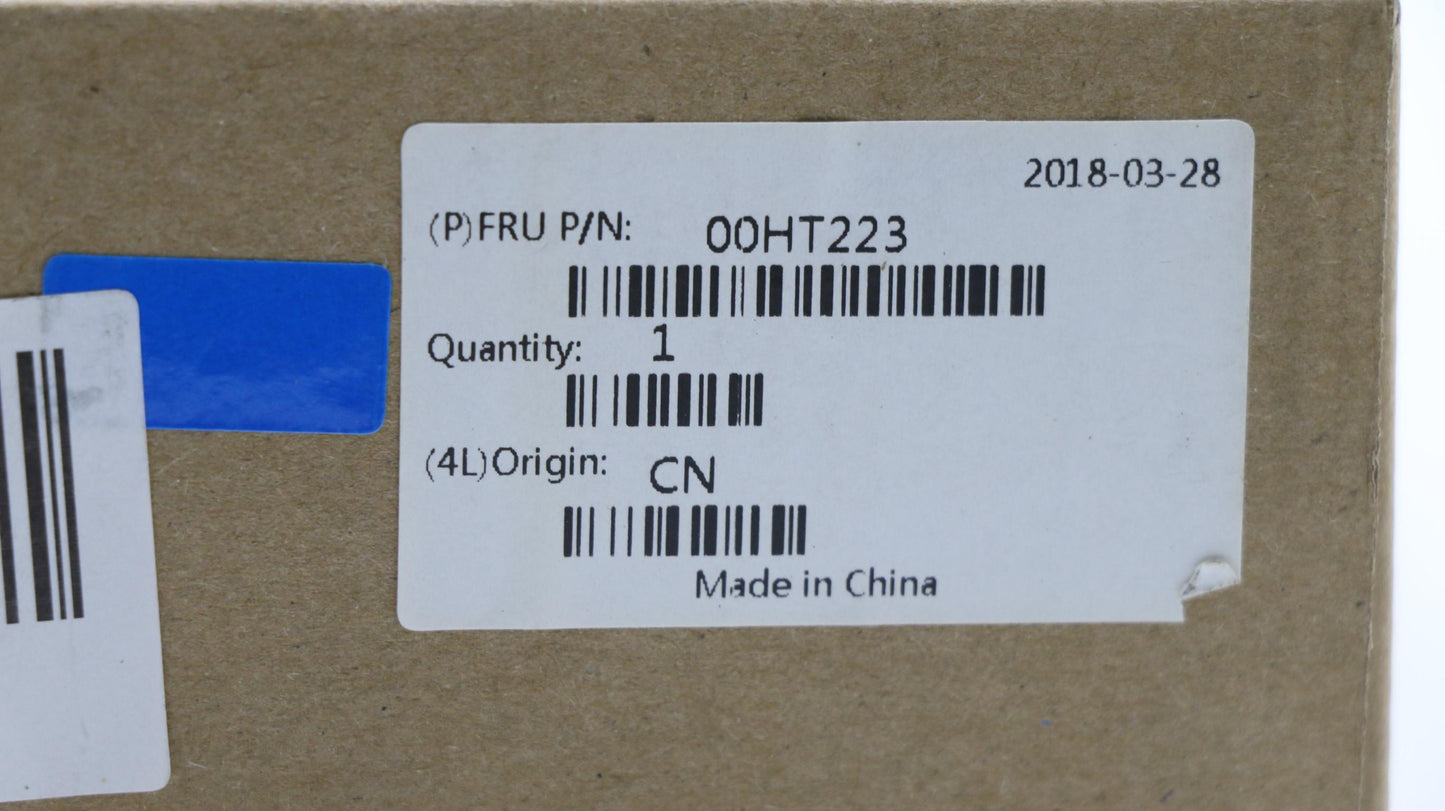 2018-03-28
(P)FRU P/N: 00HT223
Quantity: 1
(4L)Origin: CN
Made in China